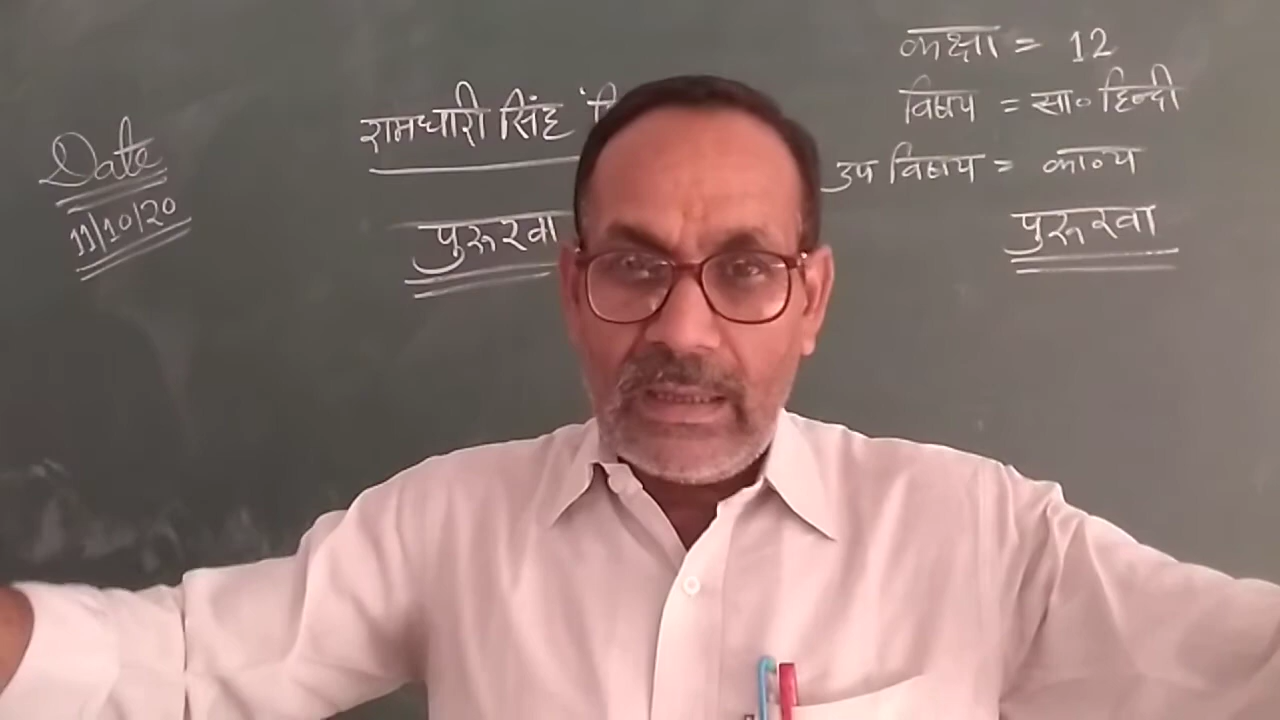 Date
11/10/20
रामधारी सिंह
पुरूरवा
कक्षा = 12
विषय = सा० हिन्दी
उप विषय = काव्य
पुरूरवा